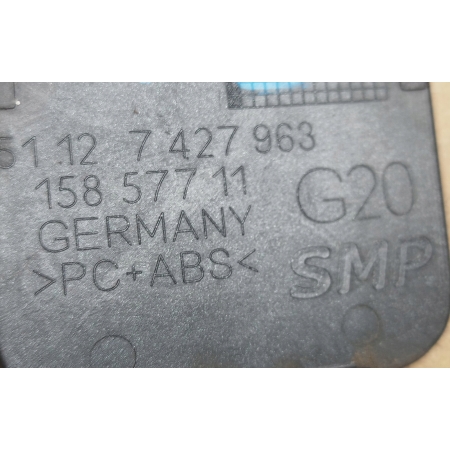 51 12 7 427 963
158 577 11 G20
GERMANY
>PC+ABS< SMP